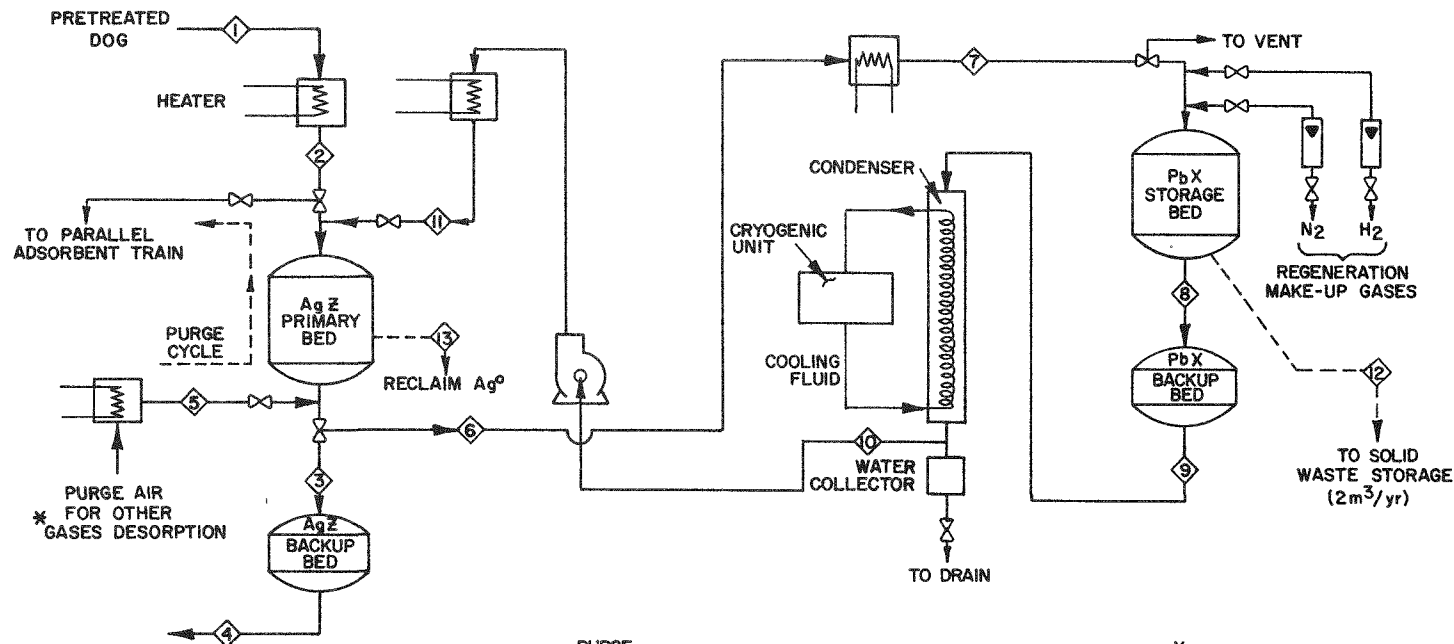 PRETREATED
DOG
1
HEATER
2
TO PARALLEL
ADSORBENT TRAIN
11
AgZ
PRIMARY
BED
PURGE
CYCLE
13
RECLAIM Ag°
5
6
3
PURGE AIR
* FOR OTHER
GASES DESORPTION
AgZ
BACKUP
BED
4
7
TO VENT
CONDENSER
CRYOGENIC
UNIT
COOLING
FLUID
10
WATER
COLLECTOR
TO DRAIN
PbX
STORAGE
BED
N2
H2
REGENERATION
MAKE-UP GASES
8
PbX
BACKUP
BED
12
9
TO SOLID
WASTE STORAGE
(2m³/yr)